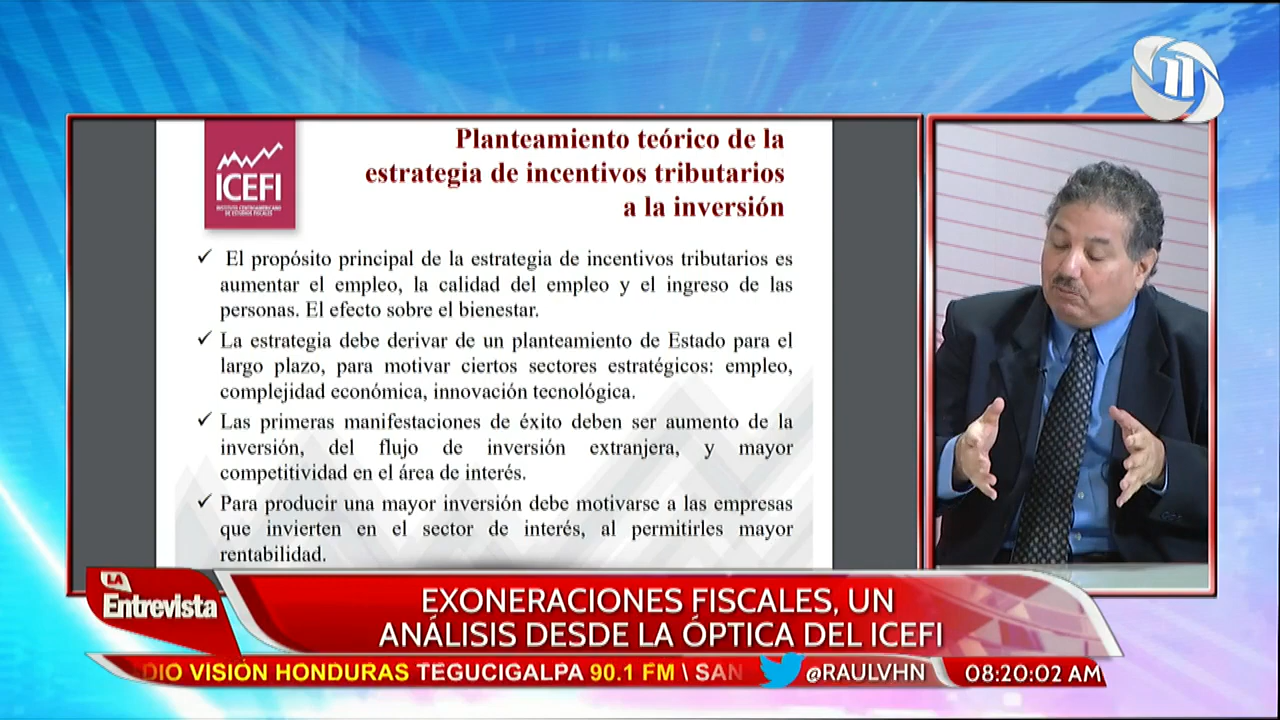 11
ICEFI
INSTITUTO CENTROAMERICANO
DE ESTUDIOS FISCALES
Planteamiento teórico de la
estrategia de incentivos tributarios
a la inversión
✓ El propósito principal de la estrategia de incentivos tributarios es
aumentar el empleo, la calidad del empleo y el ingreso de las
personas. El efecto sobre el bienestar.
✓ La estrategia debe derivar de un planteamiento de Estado para el
largo plazo, para motivar ciertos sectores estratégicos: empleo,
complejidad económica, innovación tecnológica.
✓ Las primeras manifestaciones de éxito deben ser aumento de la
inversión, del flujo de inversión extranjera, y mayor
competitividad en el área de interés.
✓ Para producir una mayor inversión debe motivarse a las empresas
que invierten en el sector de interés, al permitirles mayor
rentabilidad.
LA
Entrevista
EXONERACIONES FISCALES, UN
ANÁLISIS DESDE LA ÓPTICA DEL ICEFI
DIO VISIÓN HONDURAS TEGUCIGALPA 90.1 FM \ SAN
@RAULVHN
08:20:02 AM